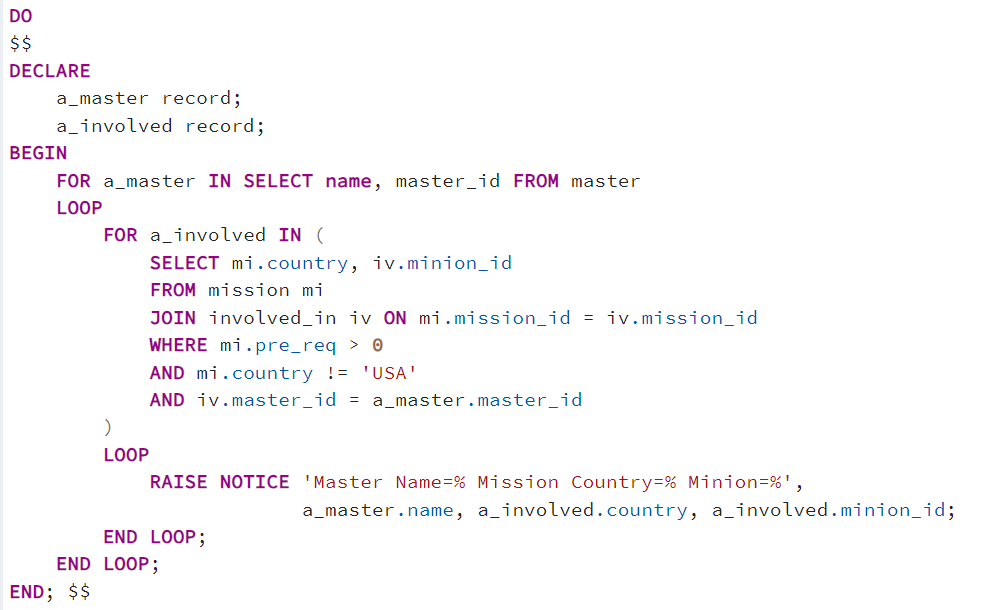 DO
$$
DECLARE
    a_master record;
    a_involved record;
BEGIN
    FOR a_master IN SELECT name, master_id FROM master
    LOOP
        FOR a_involved IN (
            SELECT mi.country, iv.minion_id
            FROM mission mi
            JOIN involved_in iv ON mi.mission_id = iv.mission_id
            WHERE mi.pre_req > 0
            AND mi.country != 'USA'
            AND iv.master_id = a_master.master_id
        )
        LOOP
            RAISE NOTICE 'Master Name=% Mission Country=% Minion=%',
                         a_master.name, a_involved.country, a_involved.minion_id;
        END LOOP;
    END LOOP;
END; $$